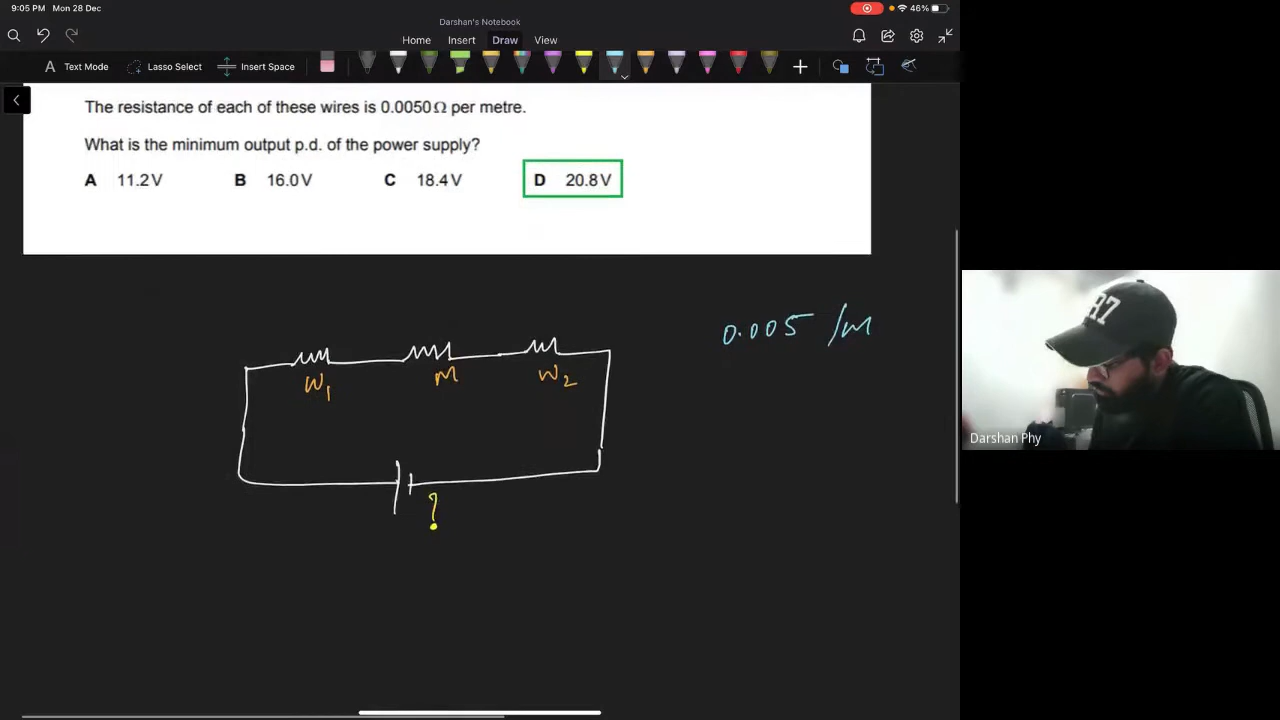 9:05 PM Mon 28 Dec
46%
Darshan's Notebook
Home Insert Draw View
Text Mode Lasso Select Insert Space
The resistance of each of these wires is 0.0050 Ω per metre.
What is the minimum output p.d. of the power supply?
A 11.2 V B 16.0 V C 18.4 V D 20.8 V
0.005 /m
W1 M W2
?
A7
Darshan Phy